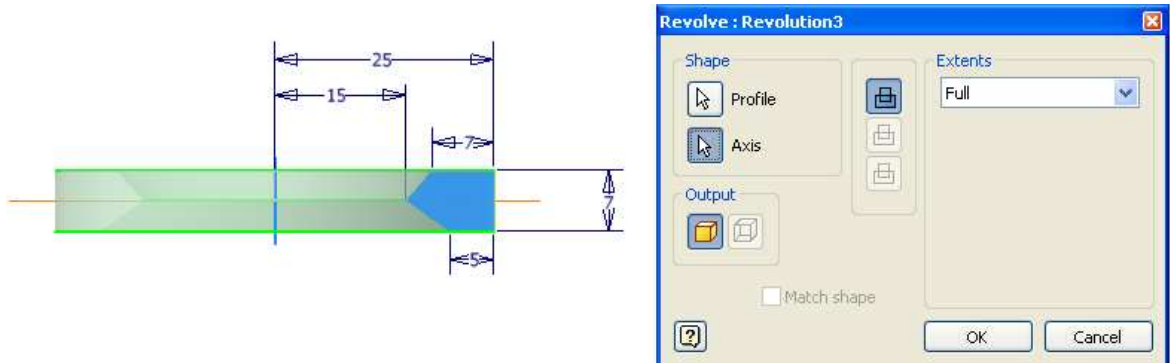 25
15
7
7
5
Revolve : Revolution3
Shape
Profile
Axis
Output
Extents
Full
Match shape
OK
Cancel